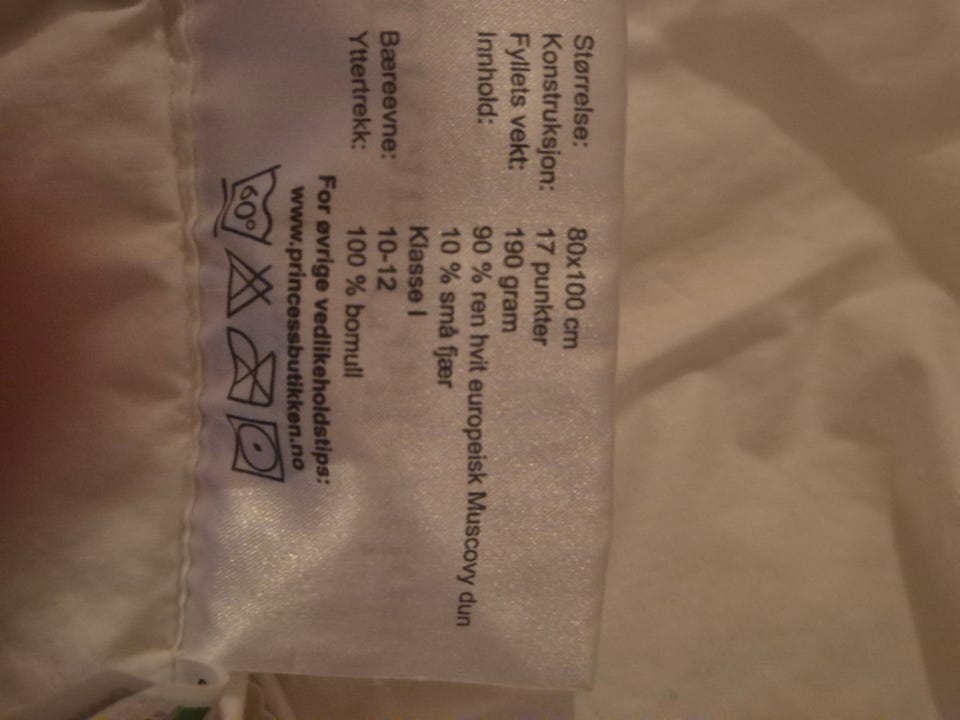 Størrelse: 80x100 cm
Konstruksjon: 17 punkter
Fyllets vekt: 190 gram
Innhold: 90 % ren hvit europeisk Muscovy dun
10 % små fjær
Klasse I
Bæreevne: 10-12
Yttertrekk: 100 % bomull
For øvrige vedlikeholdstips:
www.princessbutikken.no
60°